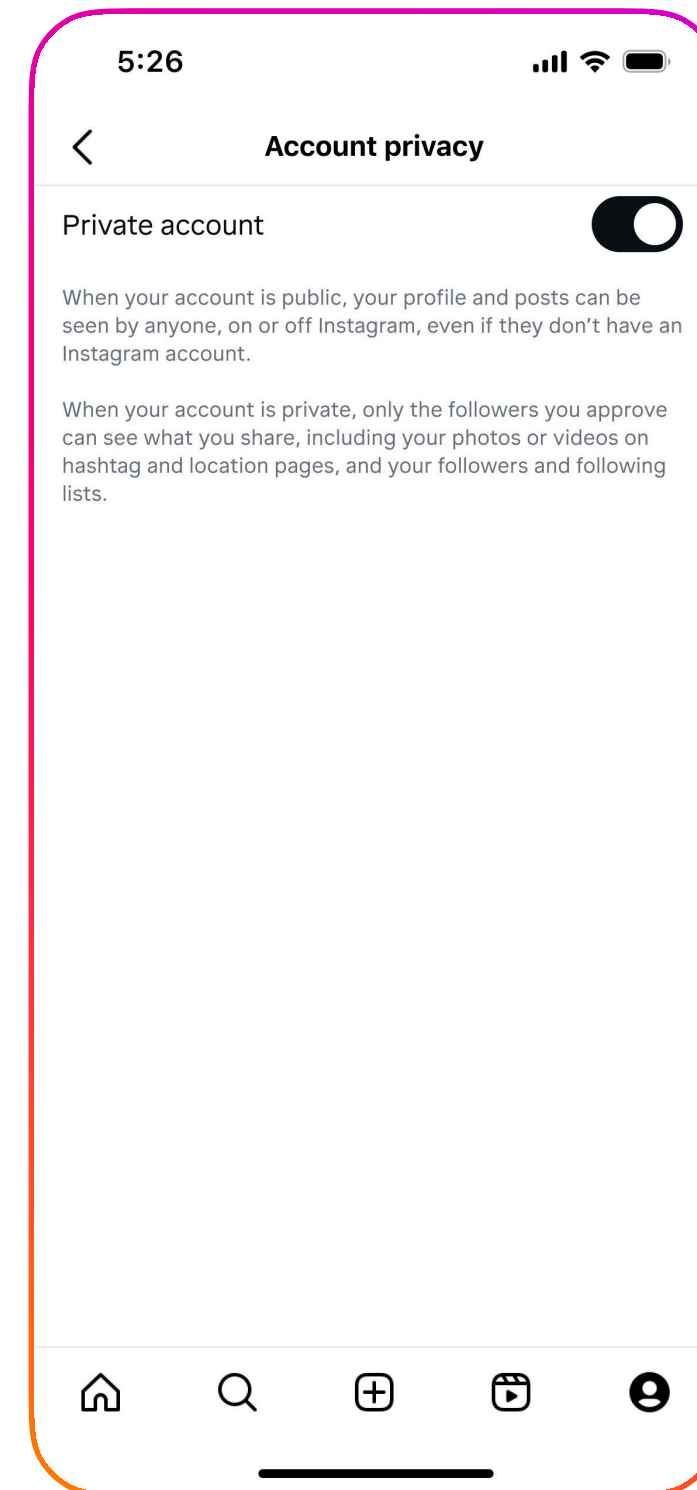 5:26
Account privacy
Private account
When your account is public, your profile and posts can be
seen by anyone, on or off Instagram, even if they don’t have an
Instagram account.
When your account is private, only the followers you approve
can see what you share, including your photos or videos on
hashtag and location pages, and your followers and following
lists.